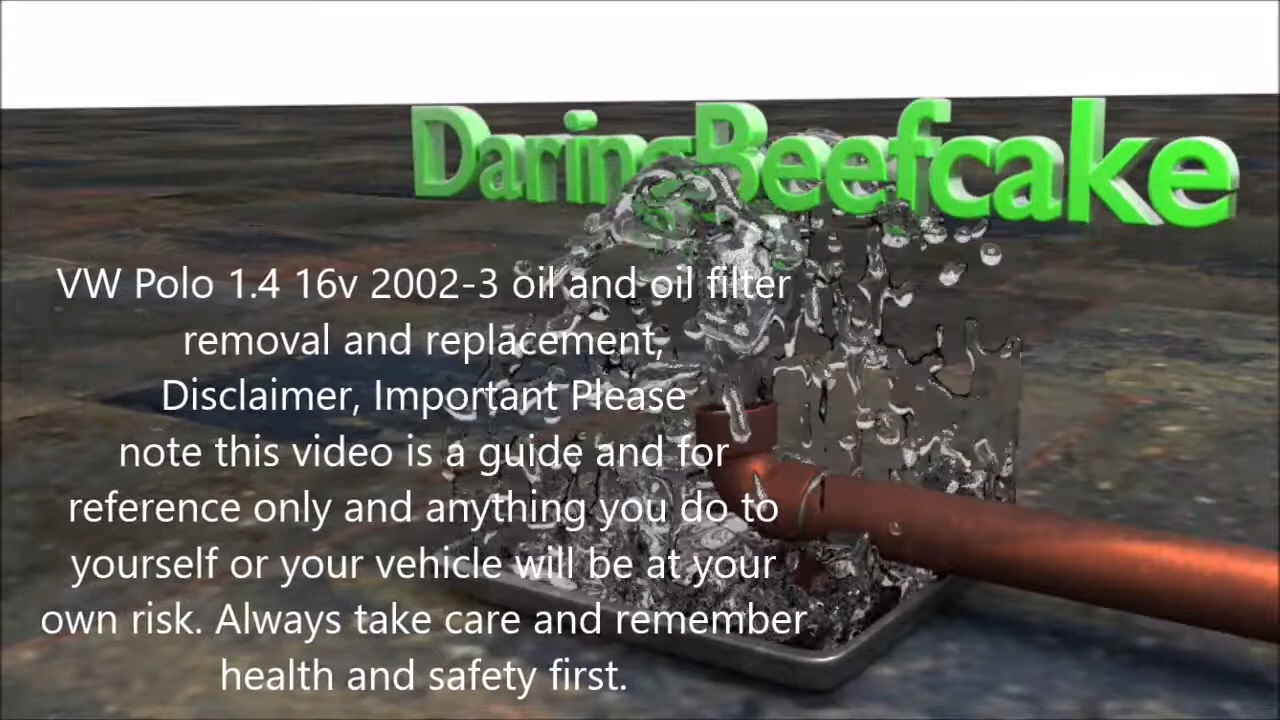 DaringBeefcake
VW Polo 1.4 16v 2002-3 oil and oil filter
removal and replacement,
Disclaimer, Important Please
note this video is a guide and for
reference only and anything you do to
yourself or your vehicle will be at your
own risk. Always take care and remember
health and safety first.